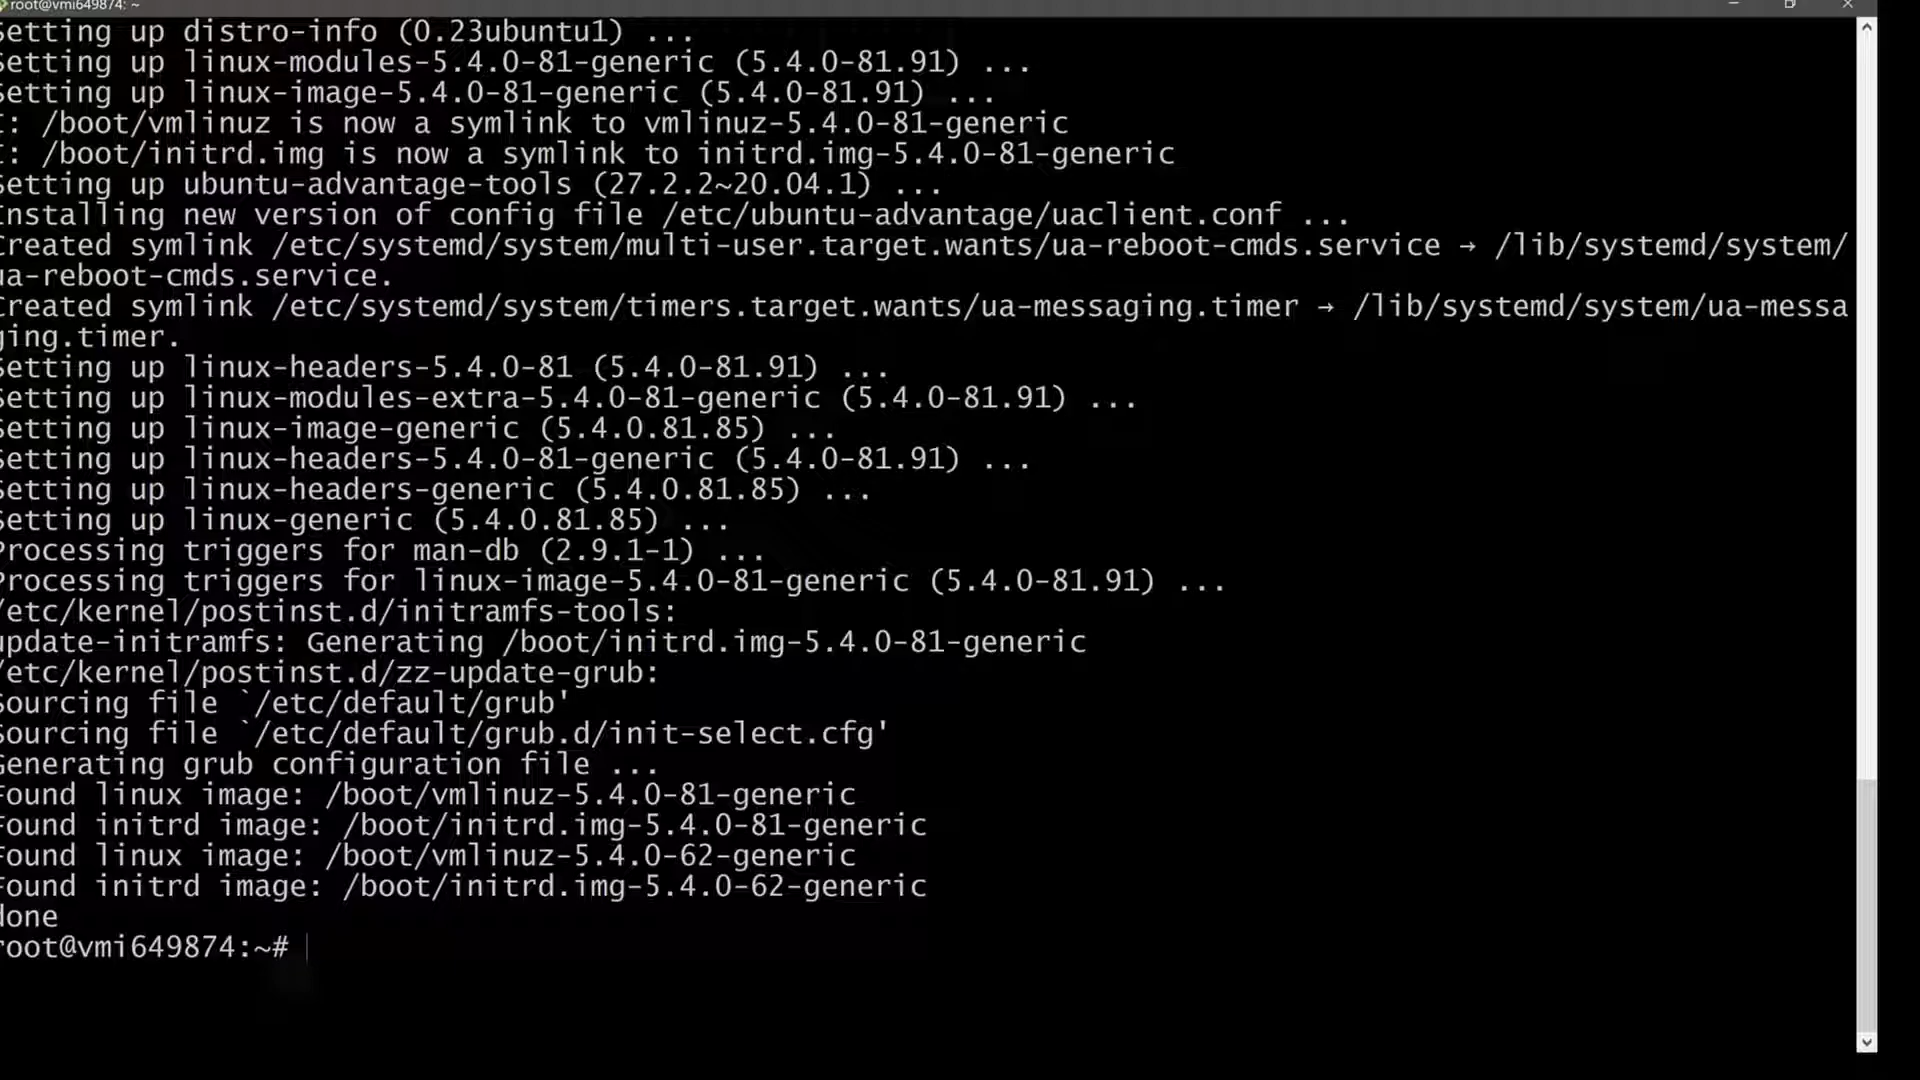 root@vmi649874: ~
Setting up distro-info (0.23ubuntu1) ...
Setting up linux-modules-5.4.0-81-generic (5.4.0-81.91) ...
Setting up linux-image-5.4.0-81-generic (5.4.0-81.91) ...
I: /boot/vmlinuz is now a symlink to vmlinuz-5.4.0-81-generic
I: /boot/initrd.img is now a symlink to initrd.img-5.4.0-81-generic
Setting up ubuntu-advantage-tools (27.2.2~20.04.1) ...
Installing new version of config file /etc/ubuntu-advantage/uaclient.conf ...
Created symlink /etc/systemd/system/multi-user.target.wants/ua-reboot-cmds.service → /lib/systemd/system/
ua-reboot-cmds.service.
Created symlink /etc/systemd/system/timers.target.wants/ua-messaging.timer → /lib/systemd/system/ua-messa
ging.timer.
Setting up linux-headers-5.4.0-81 (5.4.0-81.91) ...
Setting up linux-modules-extra-5.4.0-81-generic (5.4.0-81.91) ...
Setting up linux-image-generic (5.4.0.81.85) ...
Setting up linux-headers-5.4.0-81-generic (5.4.0-81.91) ...
Setting up linux-headers-generic (5.4.0.81.85) ...
Setting up linux-generic (5.4.0.81.85) ...
Processing triggers for man-db (2.9.1-1) ...
Processing triggers for linux-image-5.4.0-81-generic (5.4.0-81.91) ...
/etc/kernel/postinst.d/initramfs-tools:
update-initramfs: Generating /boot/initrd.img-5.4.0-81-generic
/etc/kernel/postinst.d/zz-update-grub:
Sourcing file `/etc/default/grub'
Sourcing file `/etc/default/grub.d/init-select.cfg'
Generating grub configuration file ...
Found linux image: /boot/vmlinuz-5.4.0-81-generic
Found initrd image: /boot/initrd.img-5.4.0-81-generic
Found linux image: /boot/vmlinuz-5.4.0-62-generic
Found initrd image: /boot/initrd.img-5.4.0-62-generic
done
root@vmi649874:~#